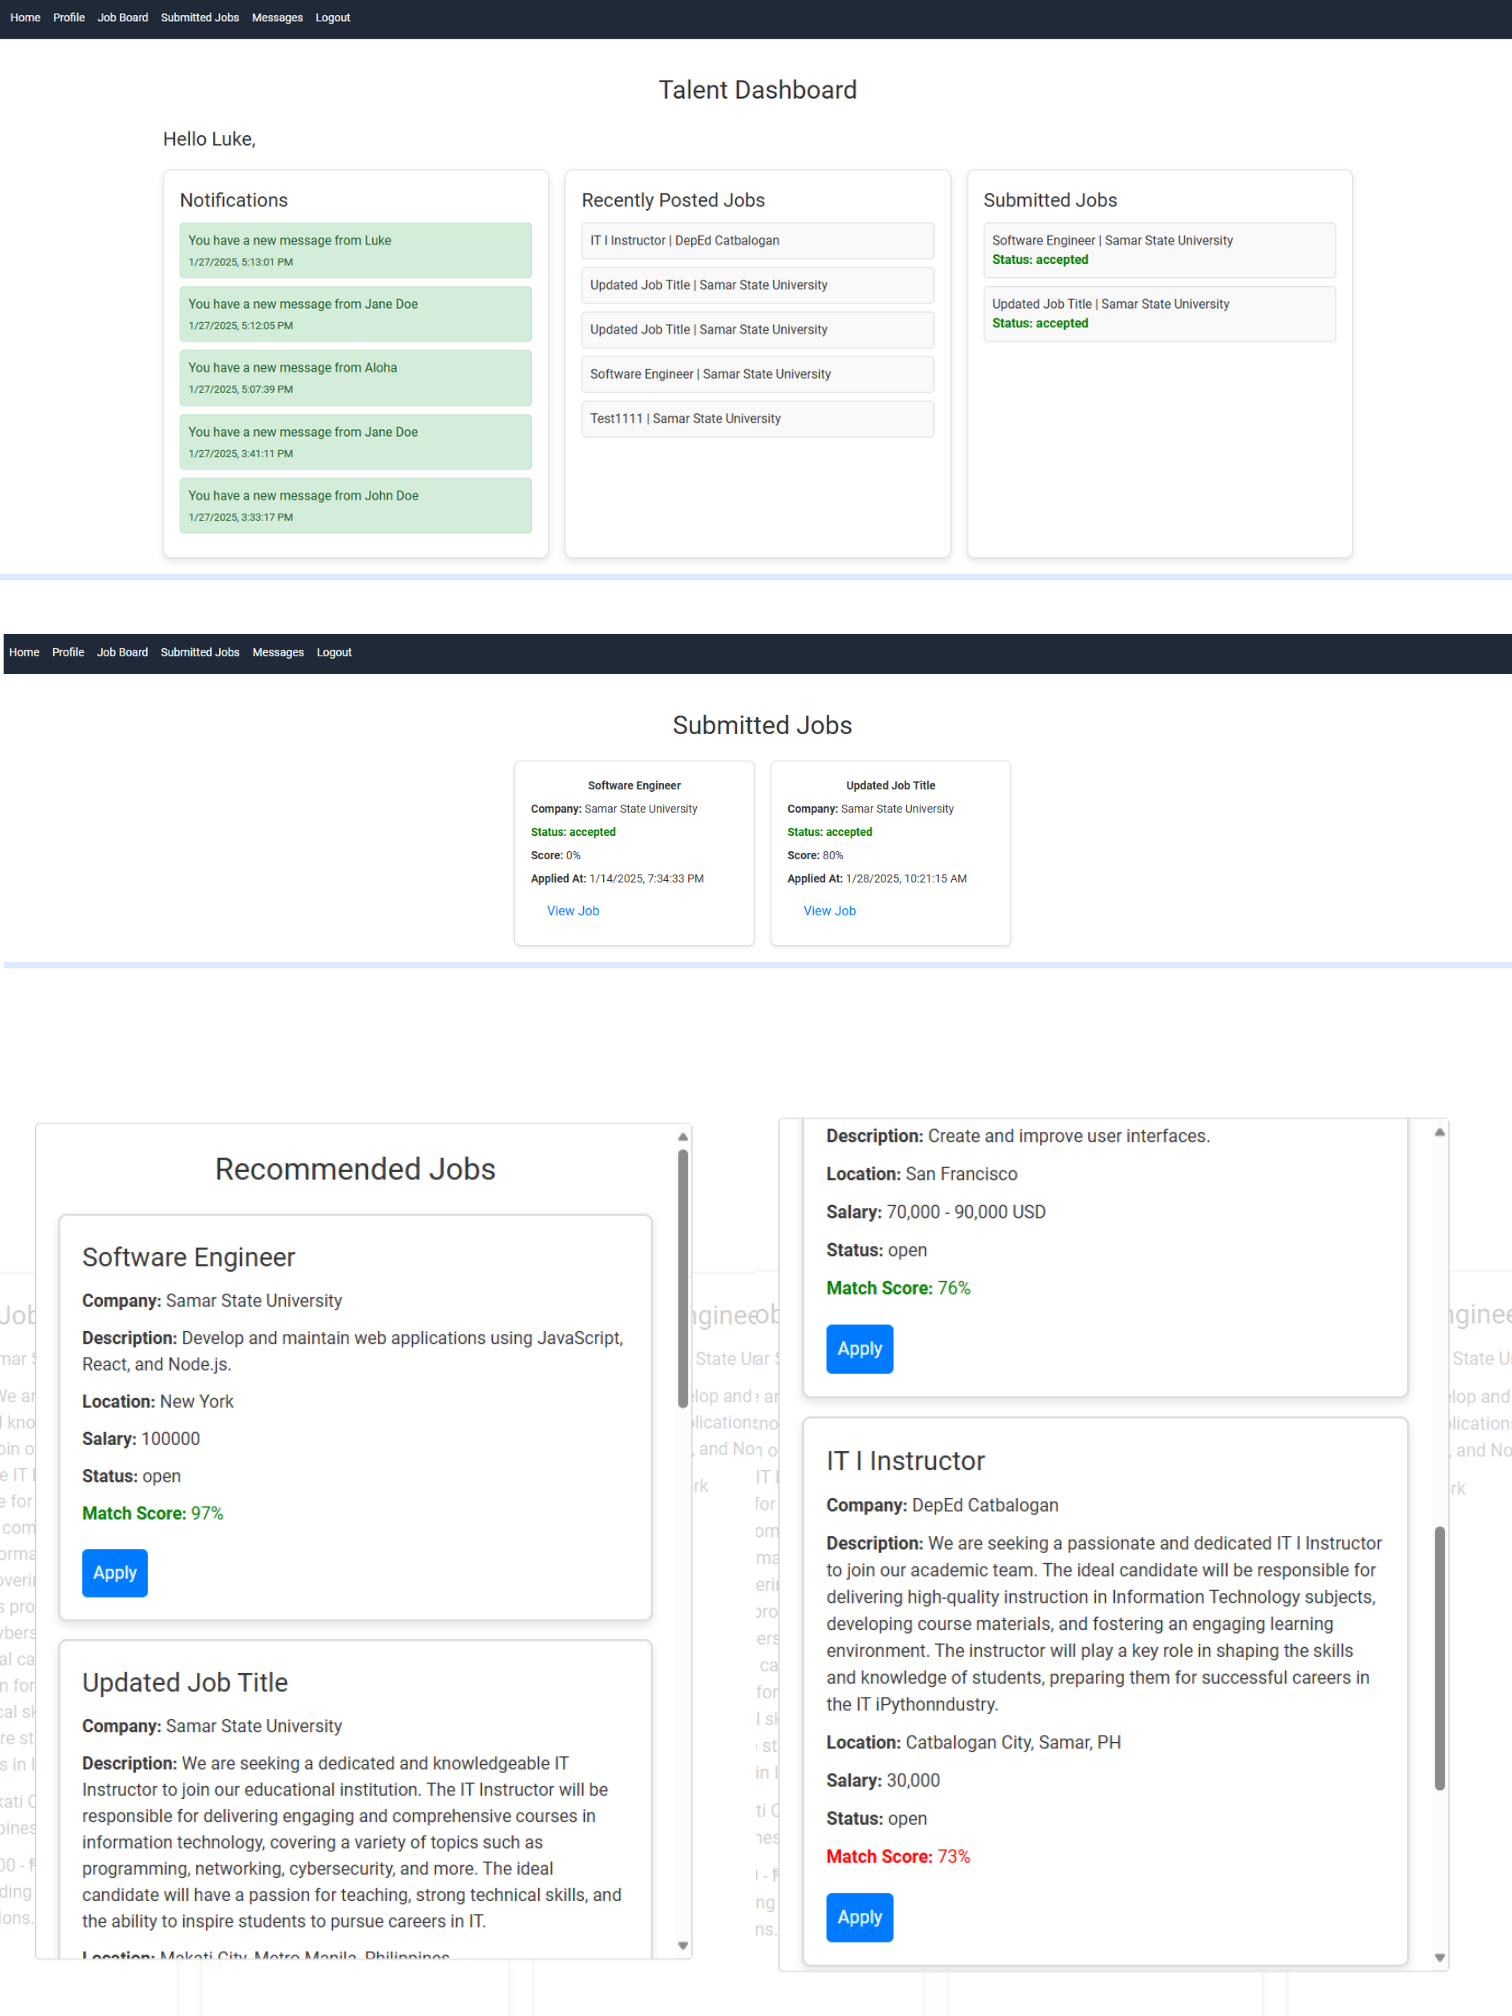 Home Profile Job Board Submitted Jobs Messages Logout
Talent Dashboard
Hello Luke,
Notifications
You have a new message from Luke
1/27/2025, 5:13:01 PM
You have a new message from Jane Doe
1/27/2025, 5:12:05 PM
You have a new message from Aloha
1/27/2025, 5:07:39 PM
You have a new message from Jane Doe
1/27/2025, 3:41:11 PM
You have a new message from John Doe
1/27/2025, 3:33:17 PM
Recently Posted Jobs
IT I Instructor | DepEd Catbalogan
Updated Job Title | Samar State University
Updated Job Title | Samar State University
Software Engineer | Samar State University
Test1111 | Samar State University
Submitted Jobs
Software Engineer | Samar State University
Status: accepted
Updated Job Title | Samar State University
Status: accepted
Home Profile Job Board Submitted Jobs Messages Logout
Submitted Jobs
Software Engineer
Company: Samar State University
Status: accepted
Score: 0%
Applied At: 1/14/2025, 7:34:33 PM
View Job
Updated Job Title
Company: Samar State University
Status: accepted
Score: 80%
Applied At: 1/28/2025, 10:21:15 AM
View Job
Recommended Jobs
Software Engineer
Company: Samar State University
Description: Develop and maintain web applications using JavaScript,
React, and Node.js.
Location: New York
Salary: 100000
Status: open
Match Score: 97%
Apply
Updated Job Title
Company: Samar State University
Description: We are seeking a dedicated and knowledgeable IT
Instructor to join our educational institution. The IT Instructor will be
responsible for delivering engaging and comprehensive courses in
information technology, covering a variety of topics such as
programming, networking, cybersecurity, and more. The ideal
candidate will have a passion for teaching, strong technical skills, and
the ability to inspire students to pursue careers in IT.
Location: Makati City, Metro Manila, Philippines
Description: Create and improve user interfaces.
Location: San Francisco
Salary: 70,000 - 90,000 USD
Status: open
Match Score: 76%
Apply
IT I Instructor
Company: DepEd Catbalogan
Description: We are seeking a passionate and dedicated IT I Instructor
to join our academic team. The ideal candidate will be responsible for
delivering high-quality instruction in Information Technology subjects,
developing course materials, and fostering an engaging learning
environment. The instructor will play a key role in shaping the skills
and knowledge of students, preparing them for successful careers in
the IT iPythonndustry.
Location: Catbalogan City, Samar, PH
Salary: 30,000
Status: open
Match Score: 73%
Apply